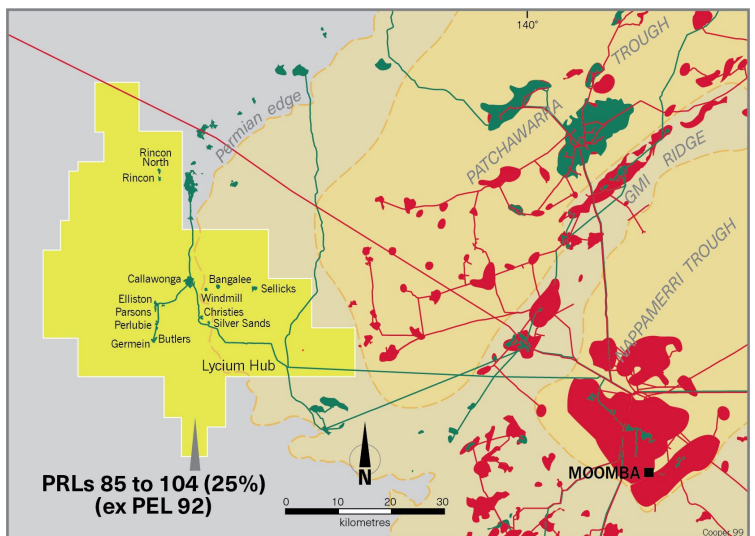 140°
TROUGH
PATCHAWARRA
Permian edge
GMI RIDGE
NAPPAMERRI TROUGH
Rincon
North
Rincon
Callawonga
Bangalee
Sellicks
Windmill
Elliston
Parsons
Christies
Perlubie
Silver Sands
Germein
Butlers
Lycium Hub
MOOMBA
N
PRLs 85 to 104 (25%)
(ex PEL 92)
0 10 20 30
kilometres
Cooper 99